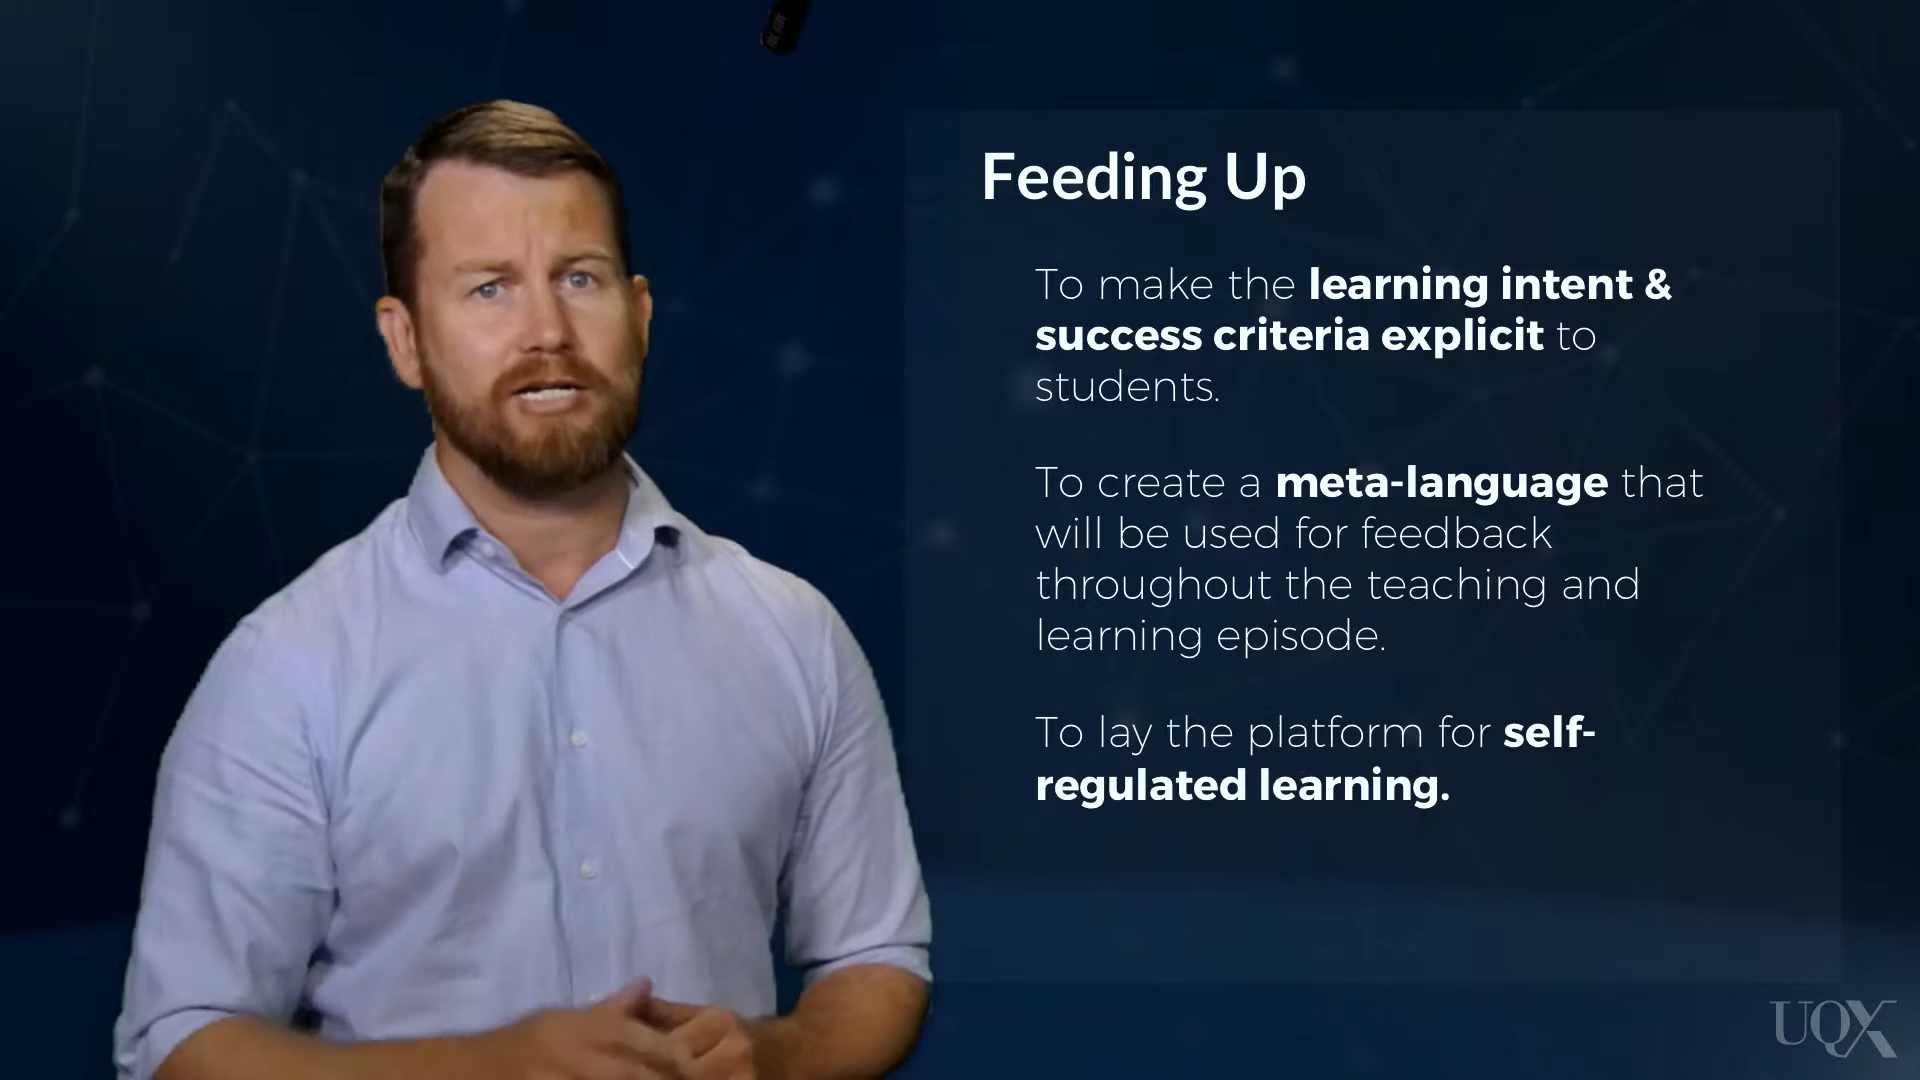 Feeding Up
To make the learning intent &
success criteria explicit to
students.
To create a meta-language that
will be used for feedback
throughout the teaching and
learning episode.
To lay the platform for self-
regulated learning.
UQX